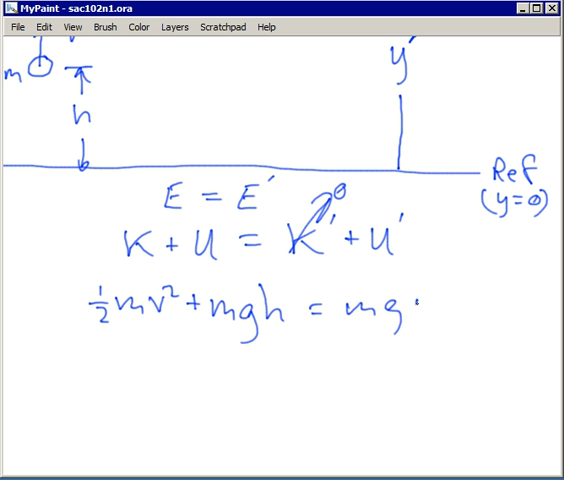 MyPaint - sac102n1.ora
File Edit View Brush Color Layers Scratchpad Help
m
h
y'
Ref
(y=0)
E = E'
0
K + U = K' + U'
½mv² + mgh = mg